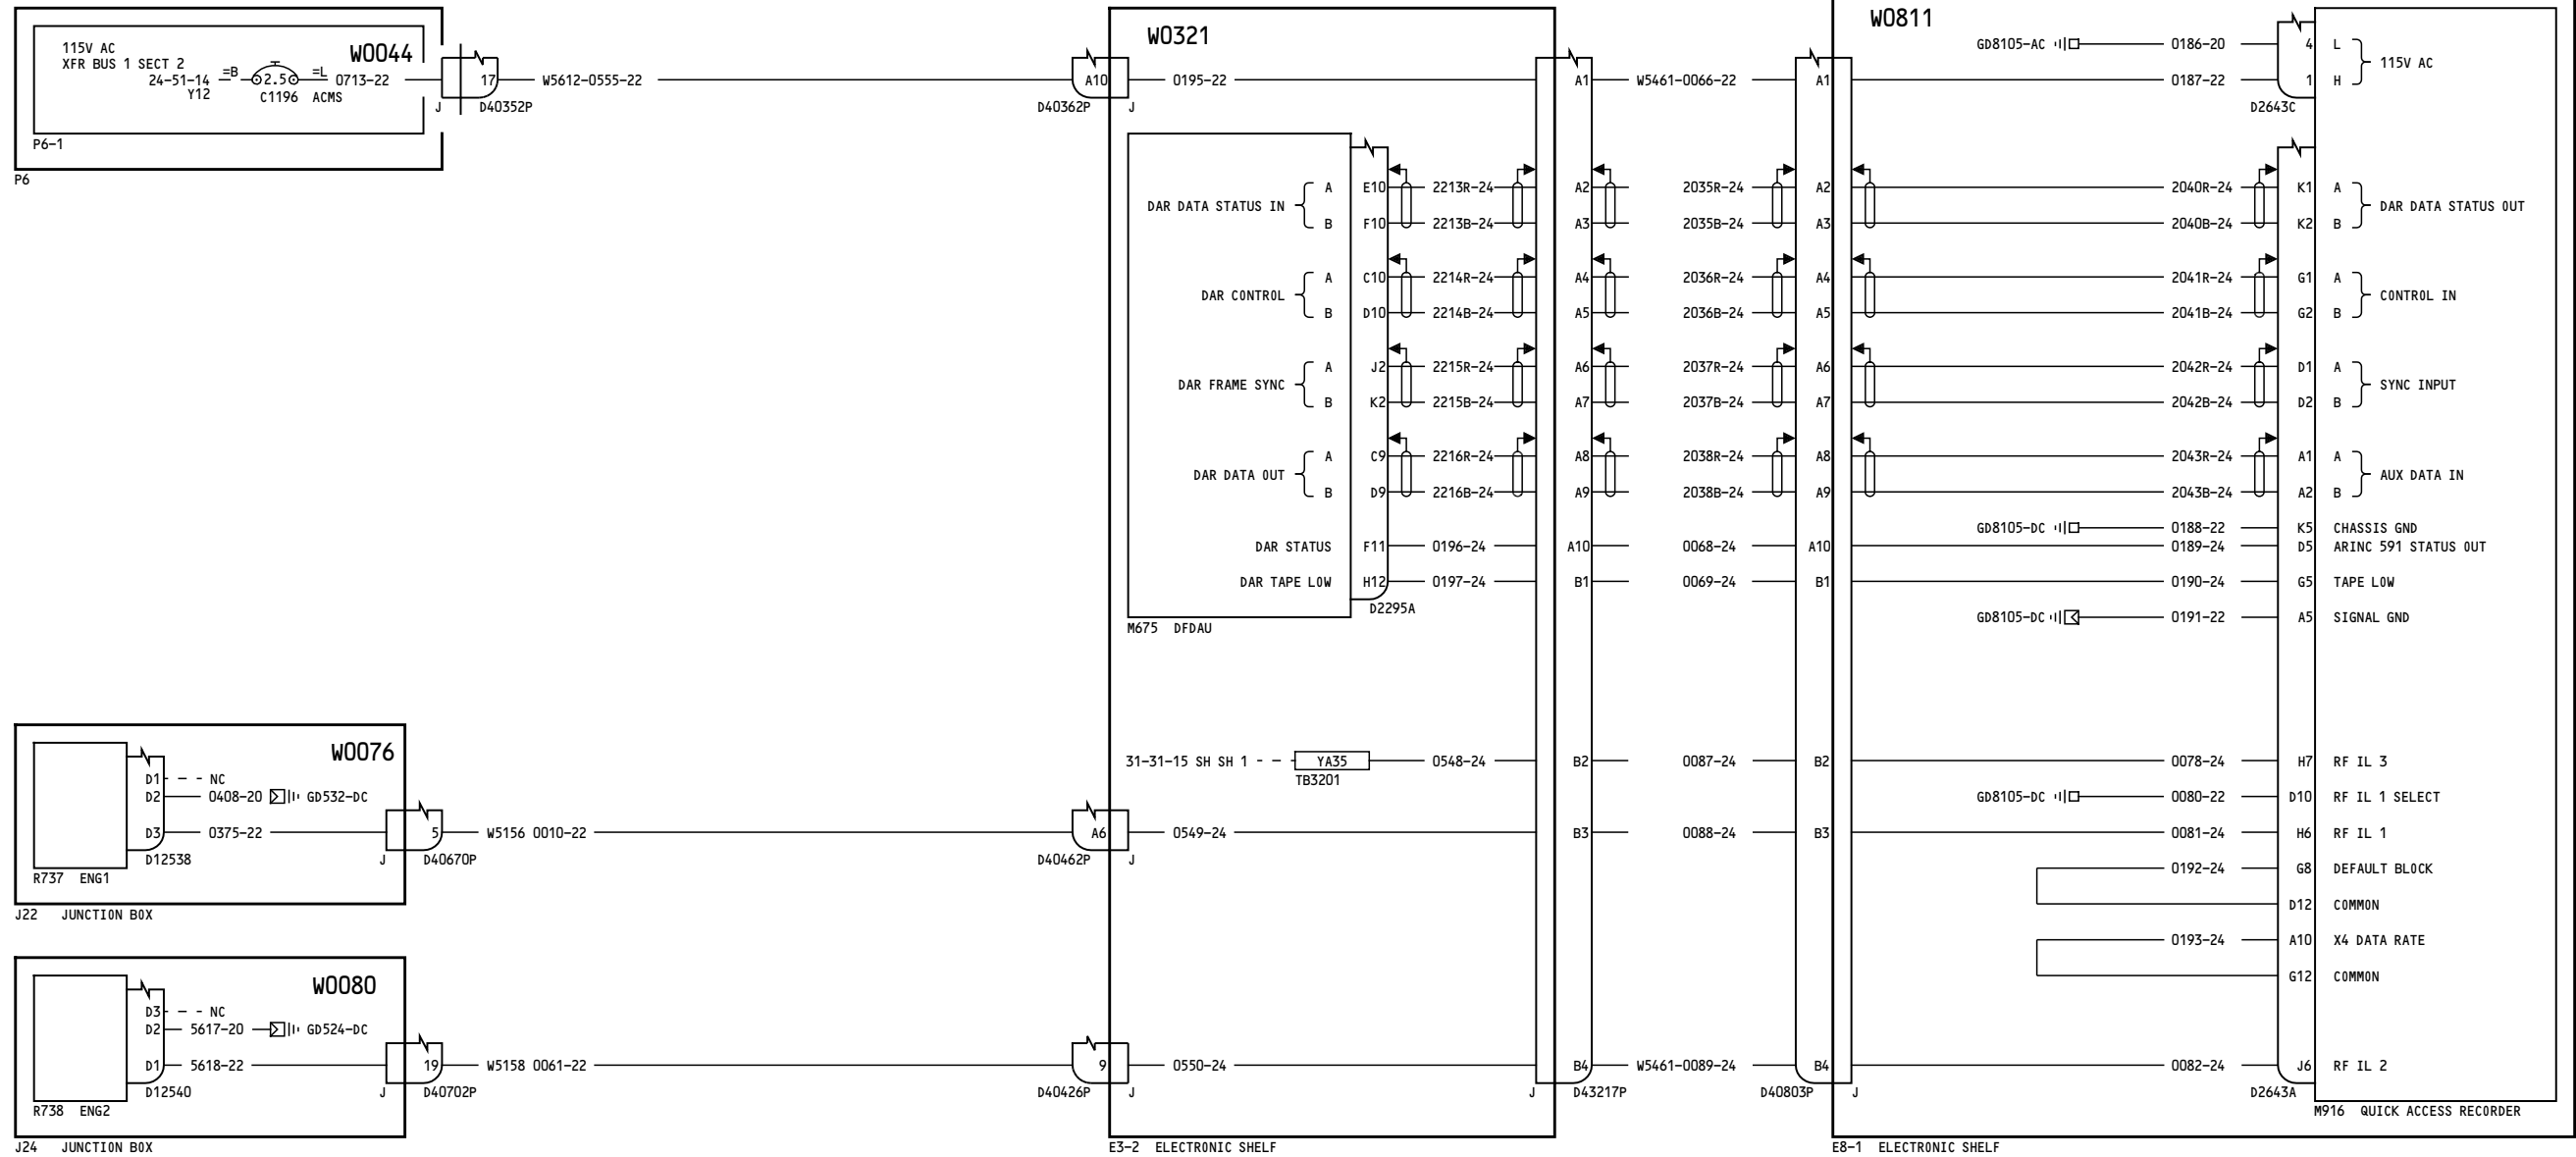 W0044
115V AC
XFR BUS 1 SECT 2
24-51-14 =B 2.5 =L 0713-22
Y12 C1196 ACMS
P6-1
P6
17
J D40352P
W5612-0555-22
A10
D40362P J
W0321
0195-22
A1
W5461-0066-22
A1
W0811
GD8105-AC 0186-20 4 L
115V AC
0187-22 1 H
D2643C
DAR DATA STATUS IN
A E10 2213R-24 A2 2035R-24 A2 2040R-24 K1 A
B F10 2213B-24 A3 2035B-24 A3 2040B-24 K2 B
DAR DATA STATUS OUT
DAR CONTROL
A C10 2214R-24 A4 2036R-24 A4 2041R-24 G1 A
B D10 2214B-24 A5 2036B-24 A5 2041B-24 G2 B
CONTROL IN
DAR FRAME SYNC
A J2 2215R-24 A6 2037R-24 A6 2042R-24 D1 A
B K2 2215B-24 A7 2037B-24 A7 2042B-24 D2 B
SYNC INPUT
DAR DATA OUT
A C9 2216R-24 A8 2038R-24 A8 2043R-24 A1 A
B D9 2216B-24 A9 2038B-24 A9 2043B-24 A2 B
AUX DATA IN
GD8105-DC 0188-22 K5 CHASSIS GND
DAR STATUS F11 0196-24 A10 0068-24 A10 0189-24 D5 ARINC 591 STATUS OUT
DAR TAPE LOW H12 0197-24 B1 0069-24 B1 0190-24 G5 TAPE LOW
D2295A
M675 DFDAU
GD8105-DC 0191-22 A5 SIGNAL GND
31-31-15 SH SH 1 YA35 0548-24 B2 0087-24 B2 0078-24 H7 RF IL 3
TB3201
GD8105-DC 0080-22 D10 RF IL 1 SELECT
W0076
D1 NC
D2 0408-20 GD532-DC
D3 0375-22 5 W5156 0010-22 A6 0549-24 B3 0088-24 B3 0081-24 H6 RF IL 1
D12538 J D40670P D40462P J
R737 ENG1
J22 JUNCTION BOX
0192-24 G8 DEFAULT BLOCK
D12 COMMON
0193-24 A10 X4 DATA RATE
G12 COMMON
W0080
D3 NC
D2 5617-20 GD524-DC
D1 5618-22 19 W5158 0061-22 9 0550-24 B4 W5461-0089-24 B4 0082-24 J6 RF IL 2
D12540 J D40702P D40426P J J D43217P D40803P J D2643A
R738 ENG2
M916 QUICK ACCESS RECORDER
J24 JUNCTION BOX
E3-2 ELECTRONIC SHELF
E8-1 ELECTRONIC SHELF